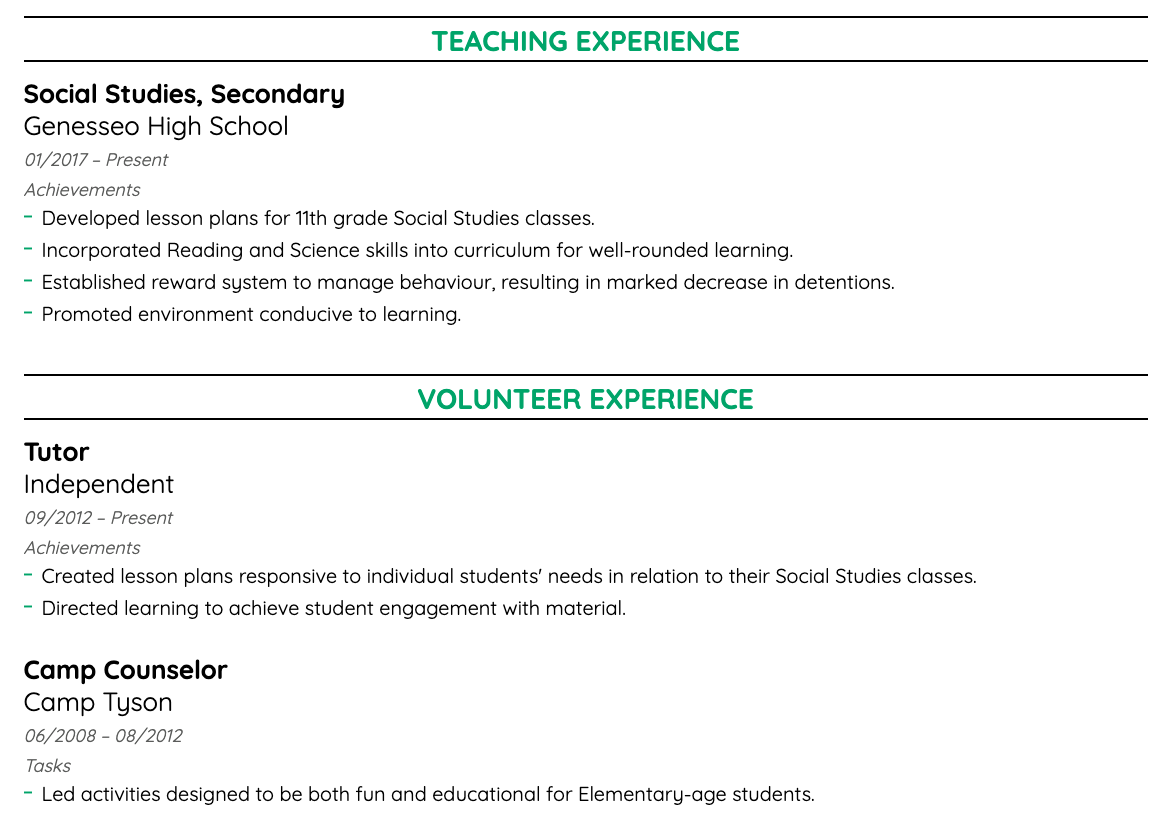 TEACHING EXPERIENCE
Social Studies, Secondary
Genesseo High School
01/2017 – Present
Achievements
– Developed lesson plans for 11th grade Social Studies classes.
– Incorporated Reading and Science skills into curriculum for well-rounded learning.
– Established reward system to manage behaviour, resulting in marked decrease in detentions.
– Promoted environment conducive to learning.
VOLUNTEER EXPERIENCE
Tutor
Independent
09/2012 – Present
Achievements
– Created lesson plans responsive to individual students' needs in relation to their Social Studies classes.
– Directed learning to achieve student engagement with material.
Camp Counselor
Camp Tyson
06/2008 – 08/2012
Tasks
– Led activities designed to be both fun and educational for Elementary-age students.